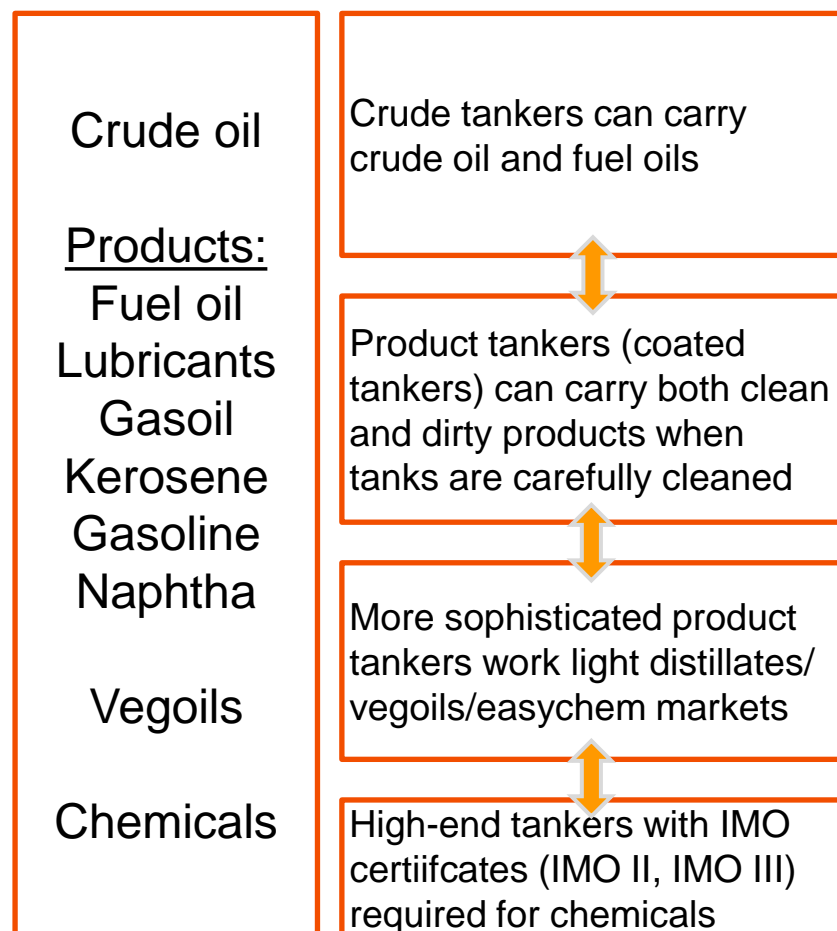 Crude oil
Products:
Fuel oil
Lubricants
Gasoil
Kerosene
Gasoline
Naphtha
Vegoils
Chemicals
Crude tankers can carry
crude oil and fuel oils
Product tankers (coated
tankers) can carry both clean
and dirty products when
tanks are carefully cleaned
More sophisticated product
tankers work light distillates/
vegoils/easychem markets
High-end tankers with IMO
certiifcates (IMO II, IMO III)
required for chemicals